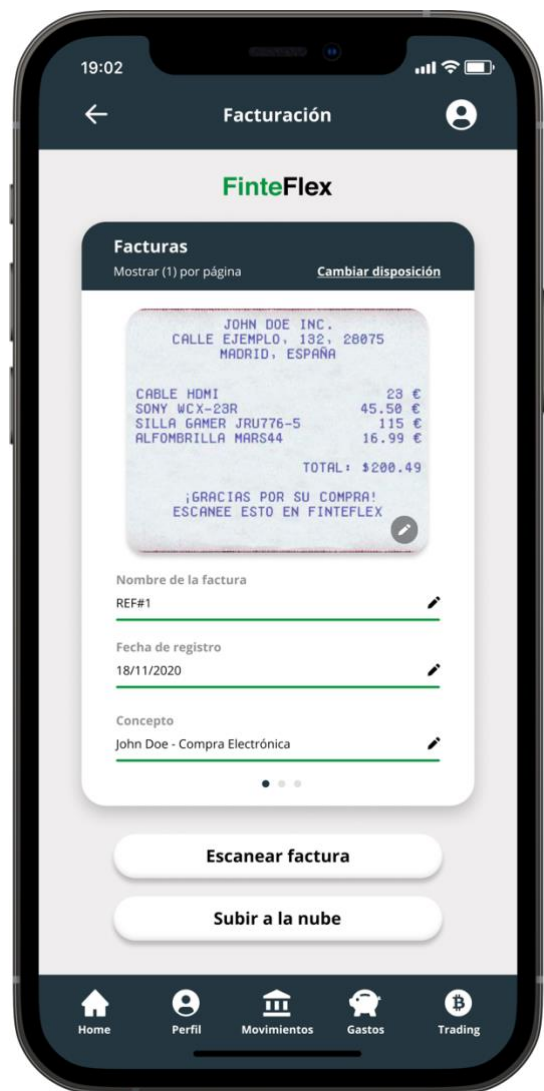 19:02
Facturación
FinteFlex
Facturas
Mostrar (1) por página Cambiar disposición
JOHN DOE INC.
CALLE EJEMPLO, 132, 28075
MADRID, ESPAÑA
CABLE HDMI 23 €
SONY WCX-23R 45.50 €
SILLA GAMER JRU776-5 115 €
ALFOMBRILLA MARS44 16.99 €
TOTAL: $200.49
¡GRACIAS POR SU COMPRA!
ESCANEE ESTO EN FINTEFLEX
Nombre de la factura
REF#1
Fecha de registro
18/11/2020
Concepto
John Doe - Compra Electrónica
Escanear factura
Subir a la nube
Home Perfil Movimientos Gastos Trading